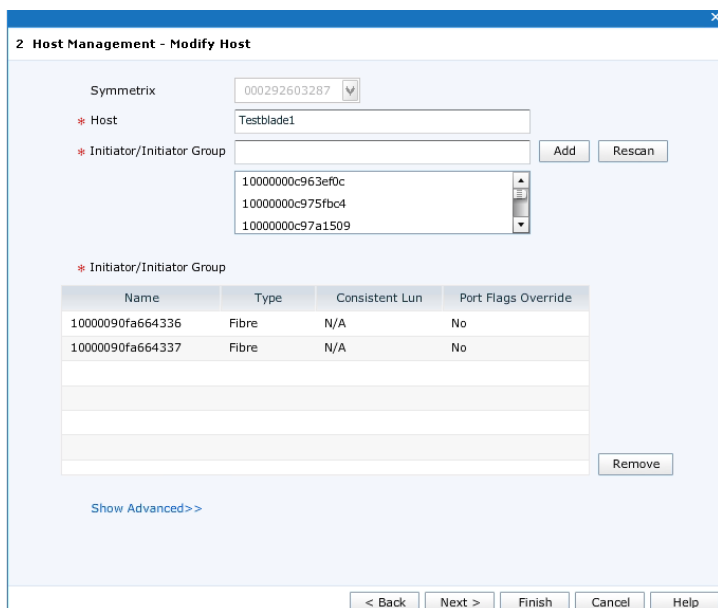 2 Host Management - Modify Host
Symmetrix 000292603287
* Host Testblade1
* Initiator/Initiator Group Add Rescan
10000000c963ef0c
10000000c975fbc4
10000000c97a1509
* Initiator/Initiator Group
Name Type Consistent Lun Port Flags Override
10000090fa664336 Fibre N/A No
10000090fa664337 Fibre N/A No
Remove
Show Advanced>>
< Back Next > Finish Cancel Help